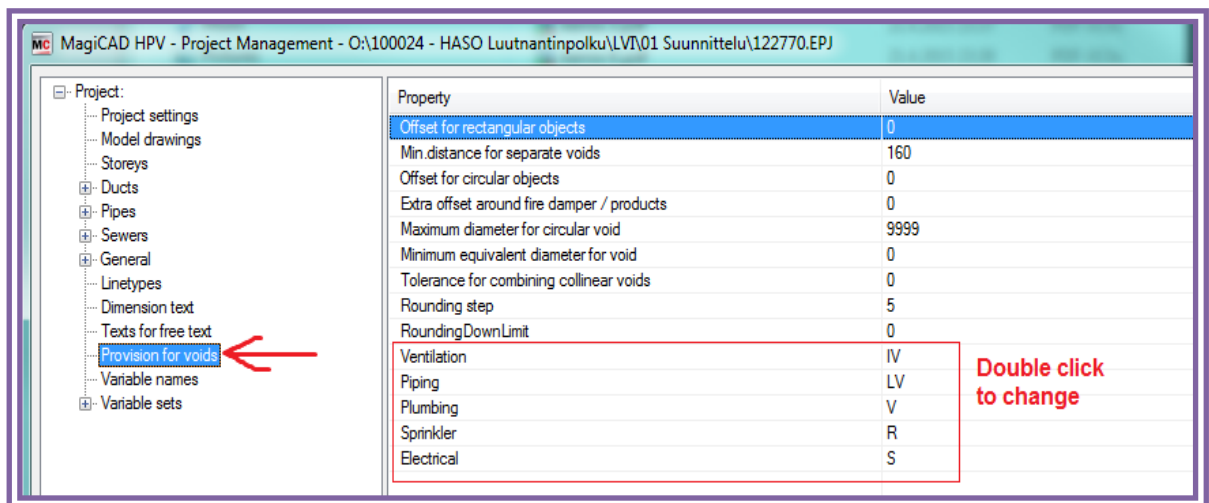 MC MagiCAD HPV - Project Management - O:\100024 - HASO Luutnantinpolku\LVI\01 Suunnittelu\122770.EPJ
Project:
Project settings
Model drawings
Storeys
Ducts
Pipes
Sewers
General
Linetypes
Dimension text
Texts for free text
Provision for voids
Variable names
Variable sets
Property Value
Offset for rectangular objects 0
Min.distance for separate voids 160
Offset for circular objects 0
Extra offset around fire damper / products 0
Maximum diameter for circular void 9999
Minimum equivalent diameter for void 0
Tolerance for combining collinear voids 0
Rounding step 5
RoundingDownLimit 0
Ventilation IV
Piping LV
Plumbing V
Sprinkler R
Electrical S
Double click
to change